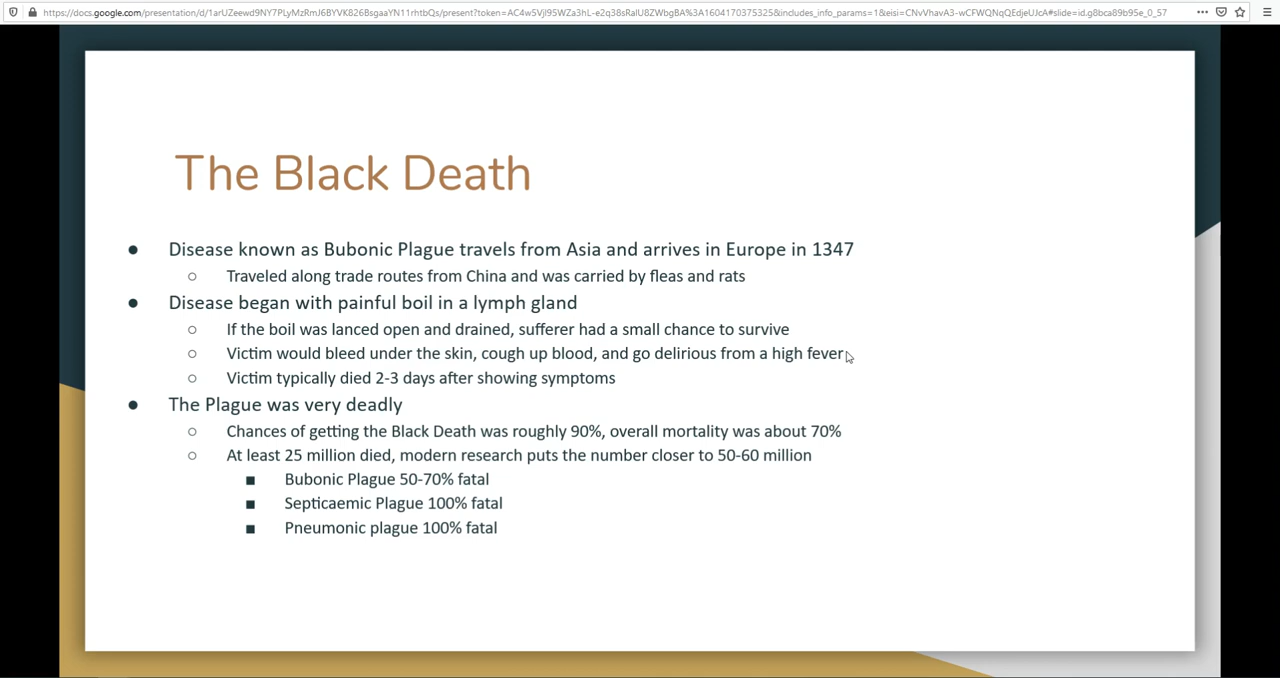 https://docs.google.com/presentation/d/1arUZeewd9NY7PLyMzRmJ6BYVK826BsgaaYN11rhtbQs/present?token=AC4w5Vjl95WZa3hL-e2q38sRalU8ZWbgBA%3A1604170375325&includes_info_params=1&eisi=CNvVhavA3-wCFWQNqQEdjeUJcA#slide=id.g8bca89b95e_0_57
The Black Death
● Disease known as Bubonic Plague travels from Asia and arrives in Europe in 1347
○ Traveled along trade routes from China and was carried by fleas and rats
● Disease began with painful boil in a lymph gland
○ If the boil was lanced open and drained, sufferer had a small chance to survive
○ Victim would bleed under the skin, cough up blood, and go delirious from a high fever
○ Victim typically died 2-3 days after showing symptoms
● The Plague was very deadly
○ Chances of getting the Black Death was roughly 90%, overall mortality was about 70%
○ At least 25 million died, modern research puts the number closer to 50-60 million
■ Bubonic Plague 50-70% fatal
■ Septicaemic Plague 100% fatal
■ Pneumonic plague 100% fatal